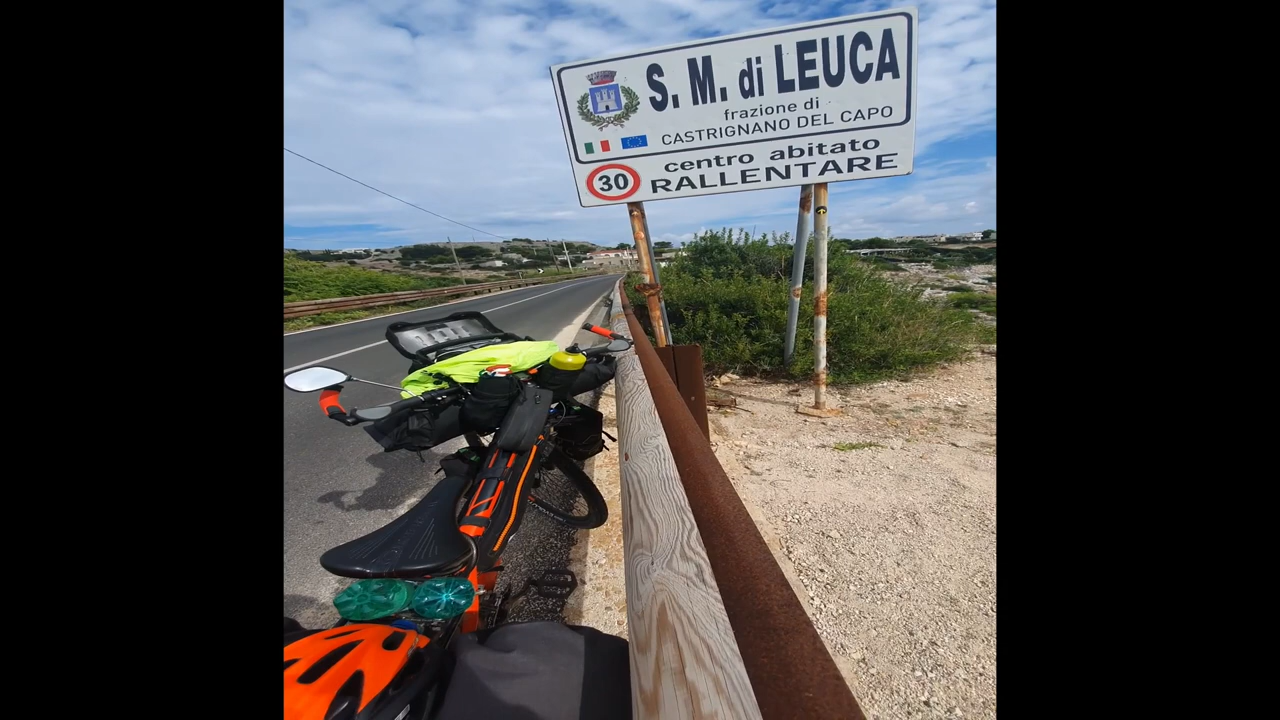 S. M. di LEUCA
frazione di
CASTRIGNANO DEL CAPO
centro abitato
30 RALLENTARE